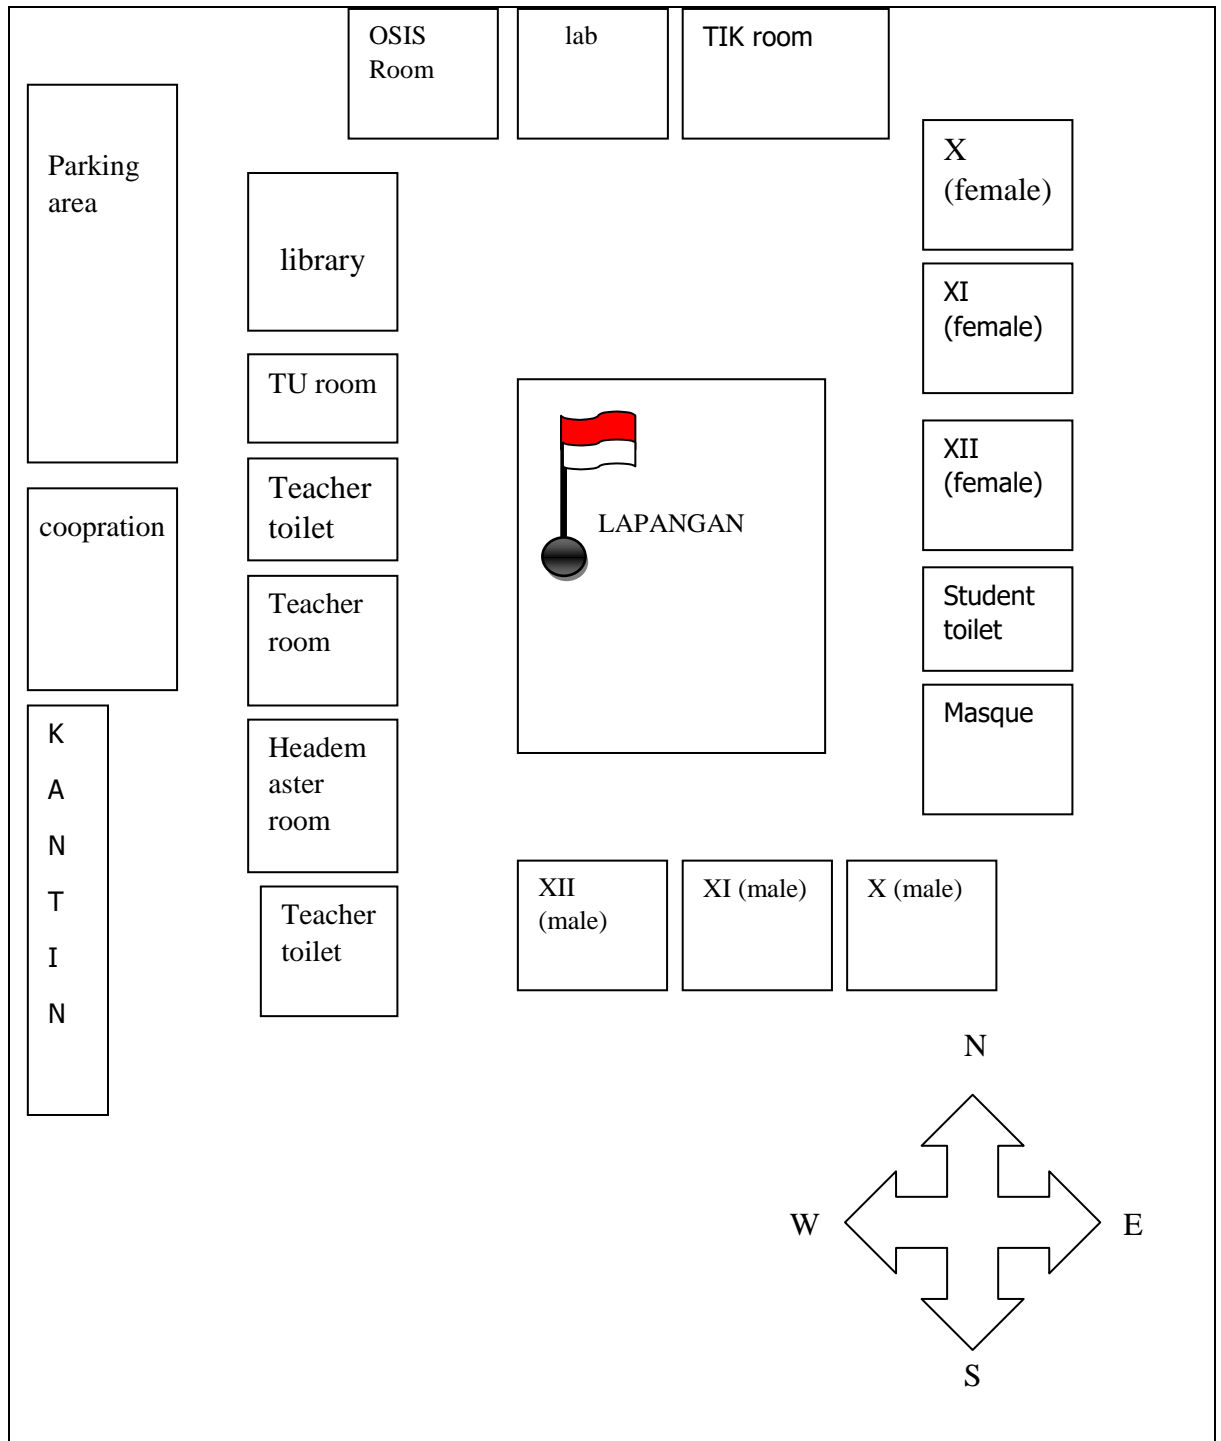 OSIS
Room
lab
TIK room
Parking
area
X
(female)
library
XI
(female)
TU room
XII
(female)
Teacher
toilet
coopration
LAPANGAN
Teacher
room
Student
toilet
Masque
K
A
N
T
I
N
Headem
aster
room
XII
(male)
XI (male)
X (male)
Teacher
toilet
N
W
E
S